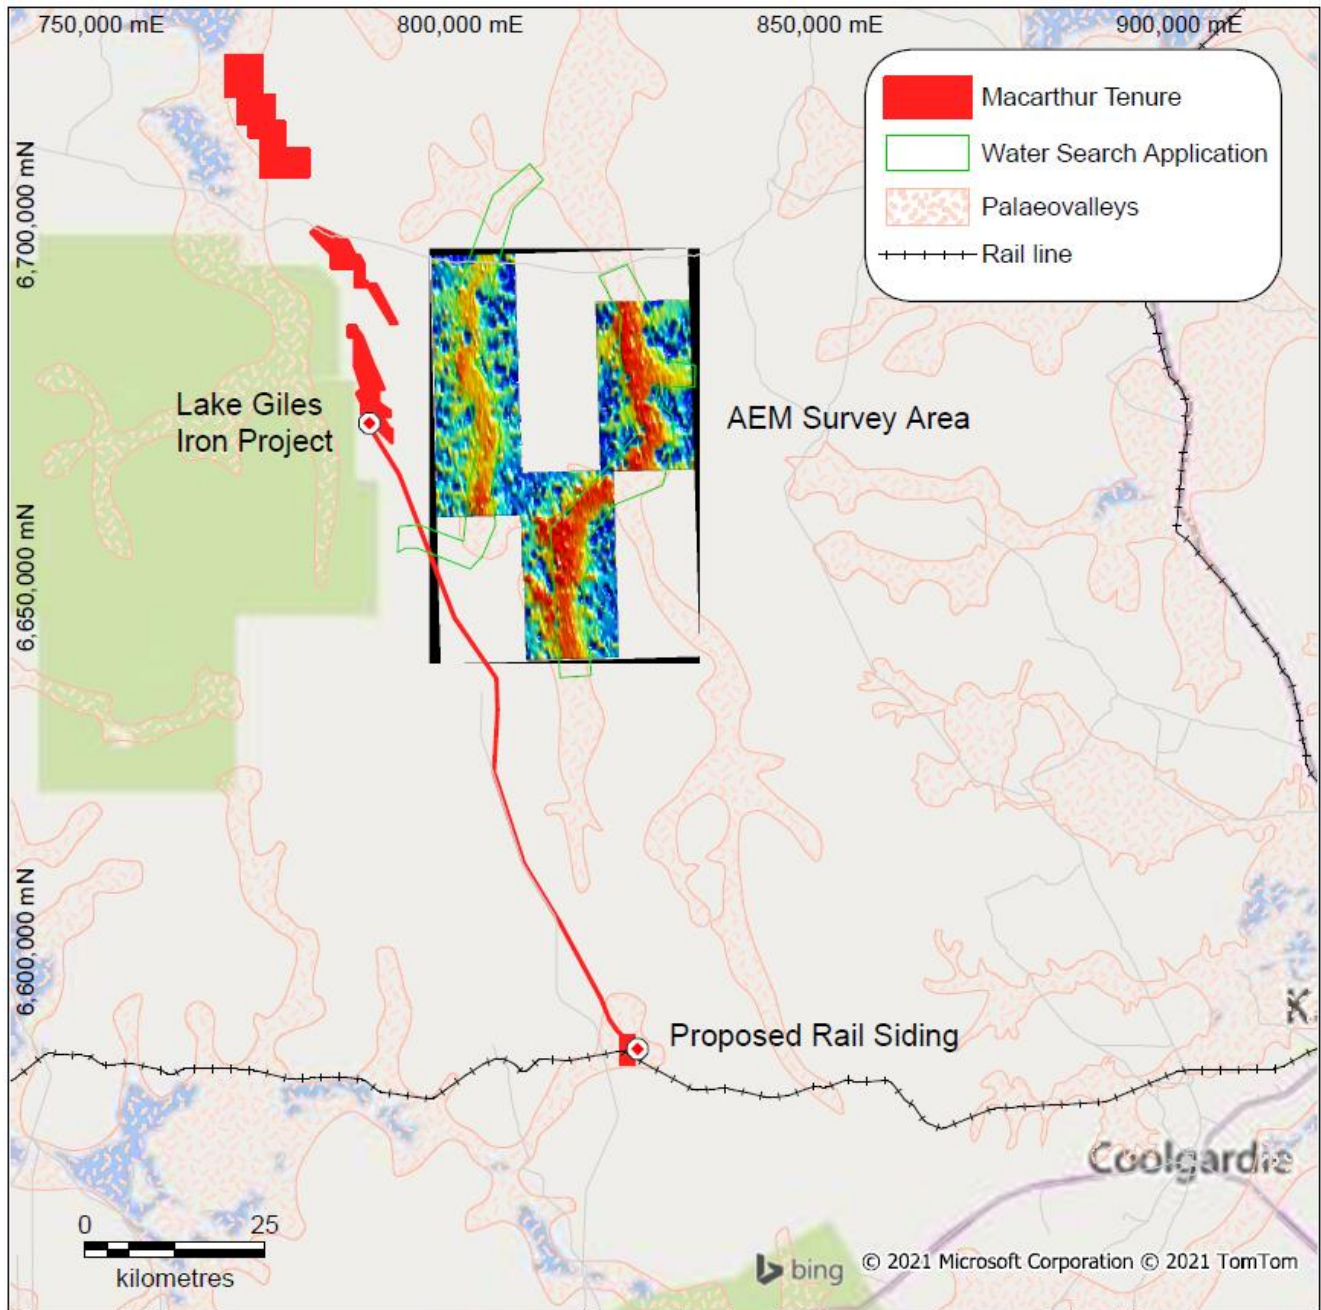 750,000 mE
800,000 mE
850,000 mE
900,000 mE
Macarthur Tenure
Water Search Application
Palaeovalleys
Rail line
6,700,000 mN
Lake Giles
Iron Project
AEM Survey Area
6,650,000 mN
6,600,000 mN
K
Proposed Rail Siding
Coolgardie
0 25
kilometres
bing
© 2021 Microsoft Corporation © 2021 TomTom